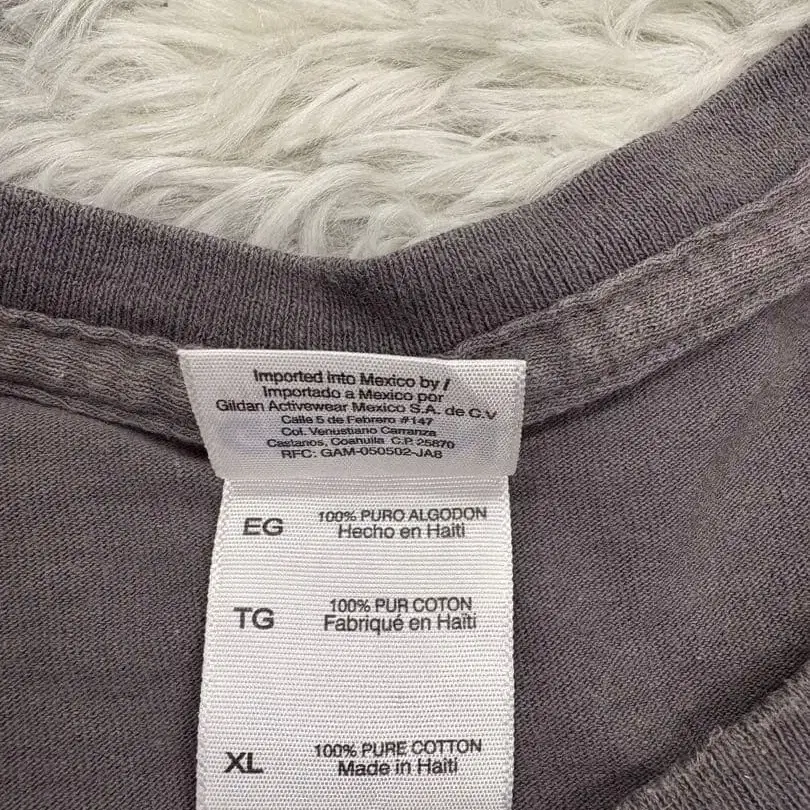 Imported into Mexico by /
Importado a Mexico por
Gildan Activewear Mexico S.A. de C.V
Calle 5 de Febrero #147
Col. Venustiano Carranza
Castanos, Coahuila C.P. 25870
RFC: GAM-050502-JA8
EG
100% PURO ALGODON
Hecho en Haiti
TG
100% PUR COTON
Fabriqué en Haïti
XL
100% PURE COTTON
Made in Haiti